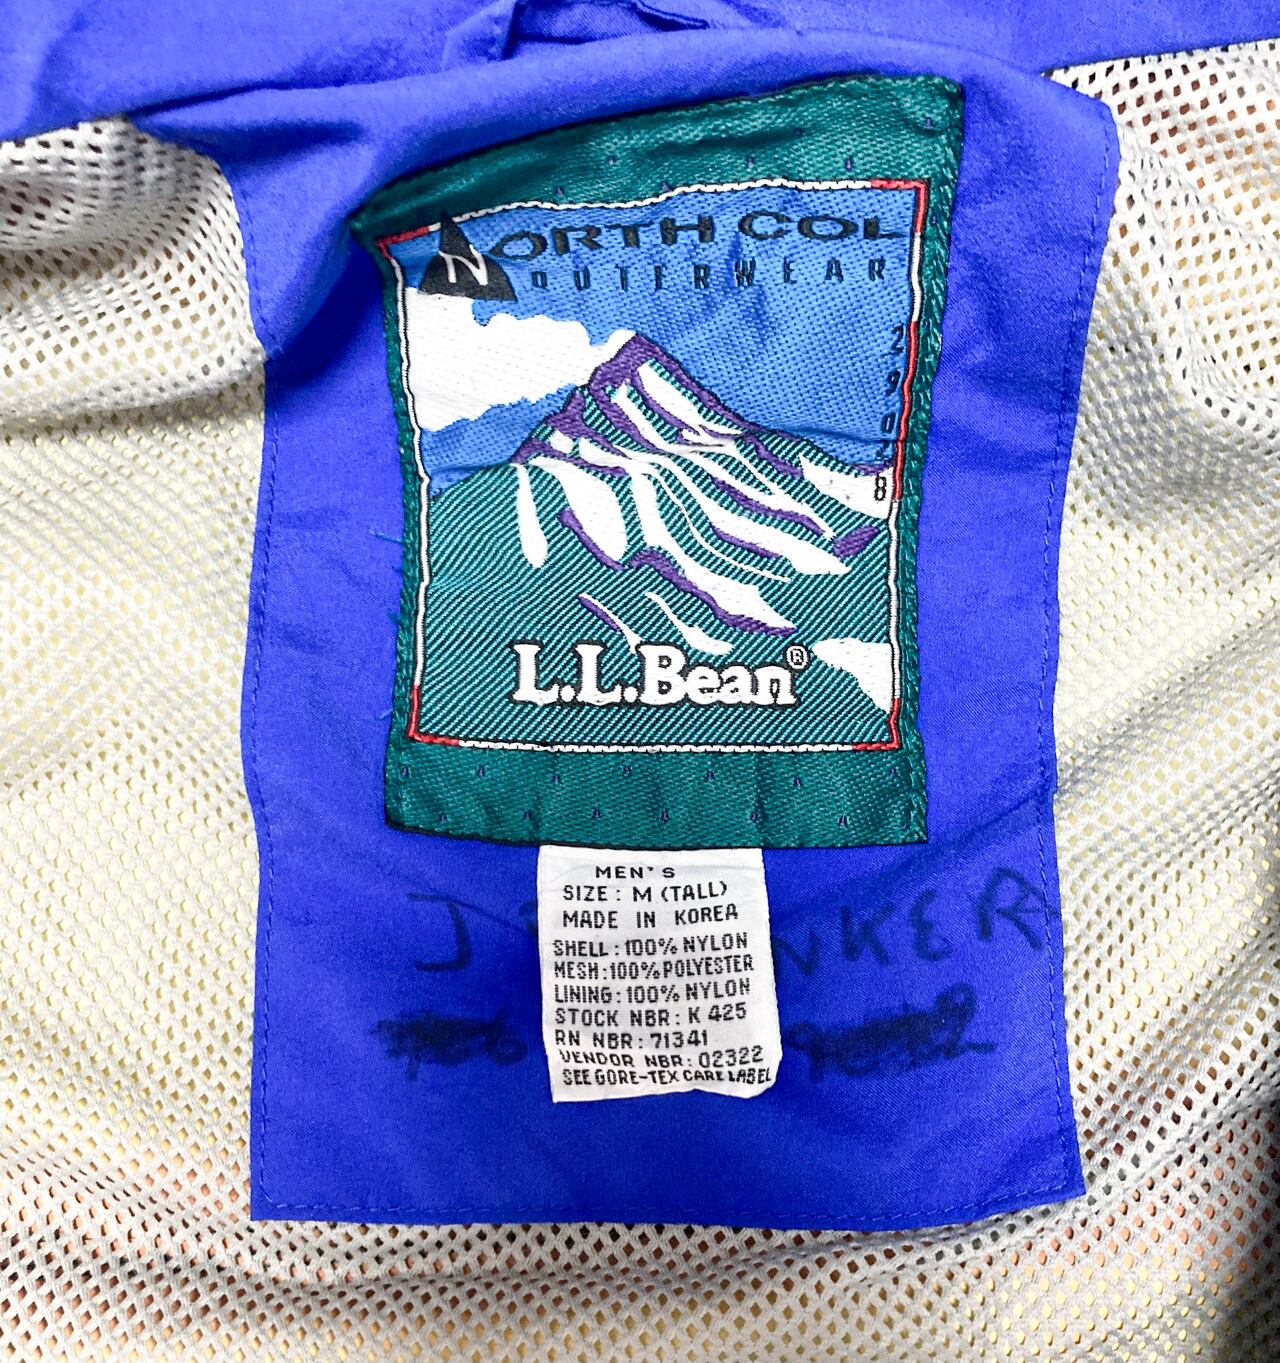 NORTH COL
OUTERWEAR
29028
L.L.Bean®
MEN'S
SIZE: M (TALL)
MADE IN KOREA
SHELL: 100% NYLON
MESH: 100% POLYESTER
LINING: 100% NYLON
STOCK NBR: K 425
RN NBR: 71341
VENDOR NBR: 02322
SEE GORE-TEX CARE LABEL